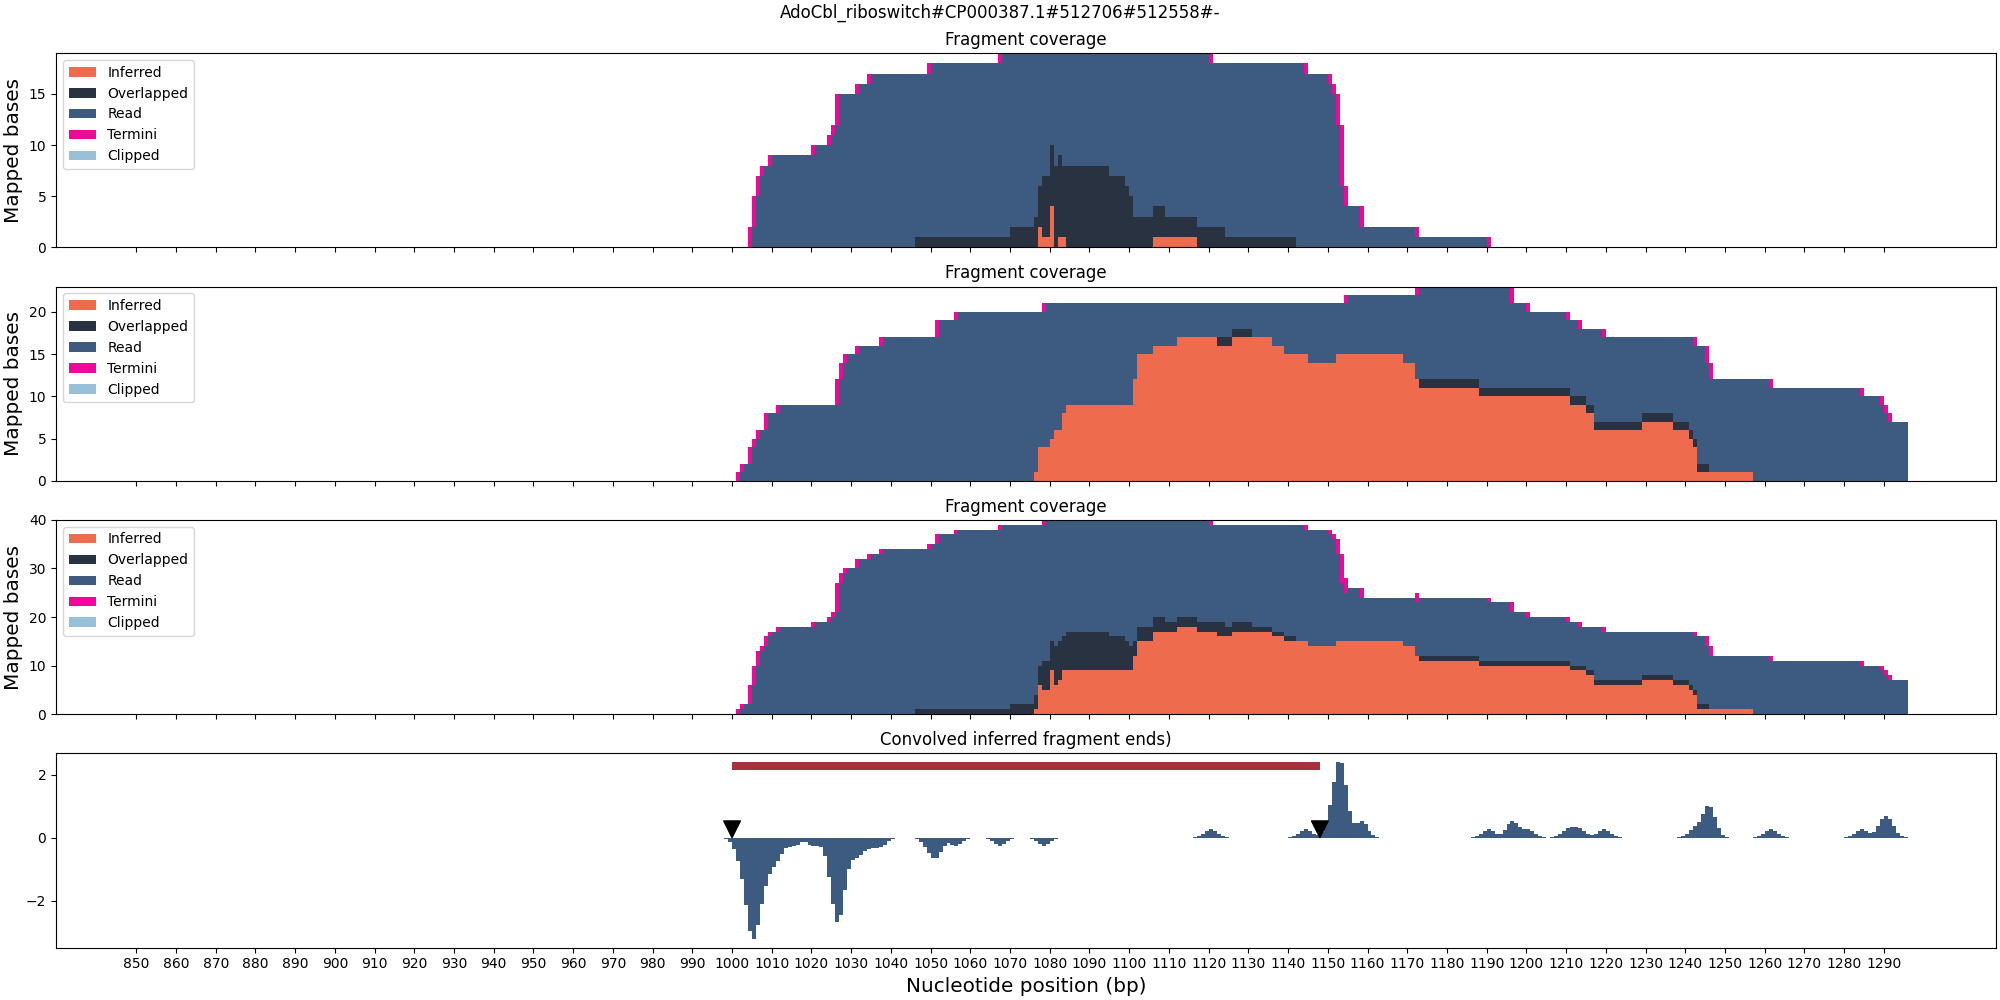 AdoCbl_riboswitch#CP000387.1#512706#512558#-
Fragment coverage
Mapped bases
15
10
5
0
Inferred
Overlapped
Read
Termini
Clipped
Fragment coverage
Mapped bases
20
15
10
5
0
Inferred
Overlapped
Read
Termini
Clipped
Fragment coverage
Mapped bases
40
30
20
10
0
Inferred
Overlapped
Read
Termini
Clipped
Convolved inferred fragment ends)
2
0
−2
850 860 870 880 890 900 910 920 930 940 950 960 970 980 990 1000 1010 1020 1030 1040 1050 1060 1070 1080 1090 1100 1110 1120 1130 1140 1150 1160 1170 1180 1190 1200 1210 1220 1230 1240 1250 1260 1270 1280 1290
Nucleotide position (bp)